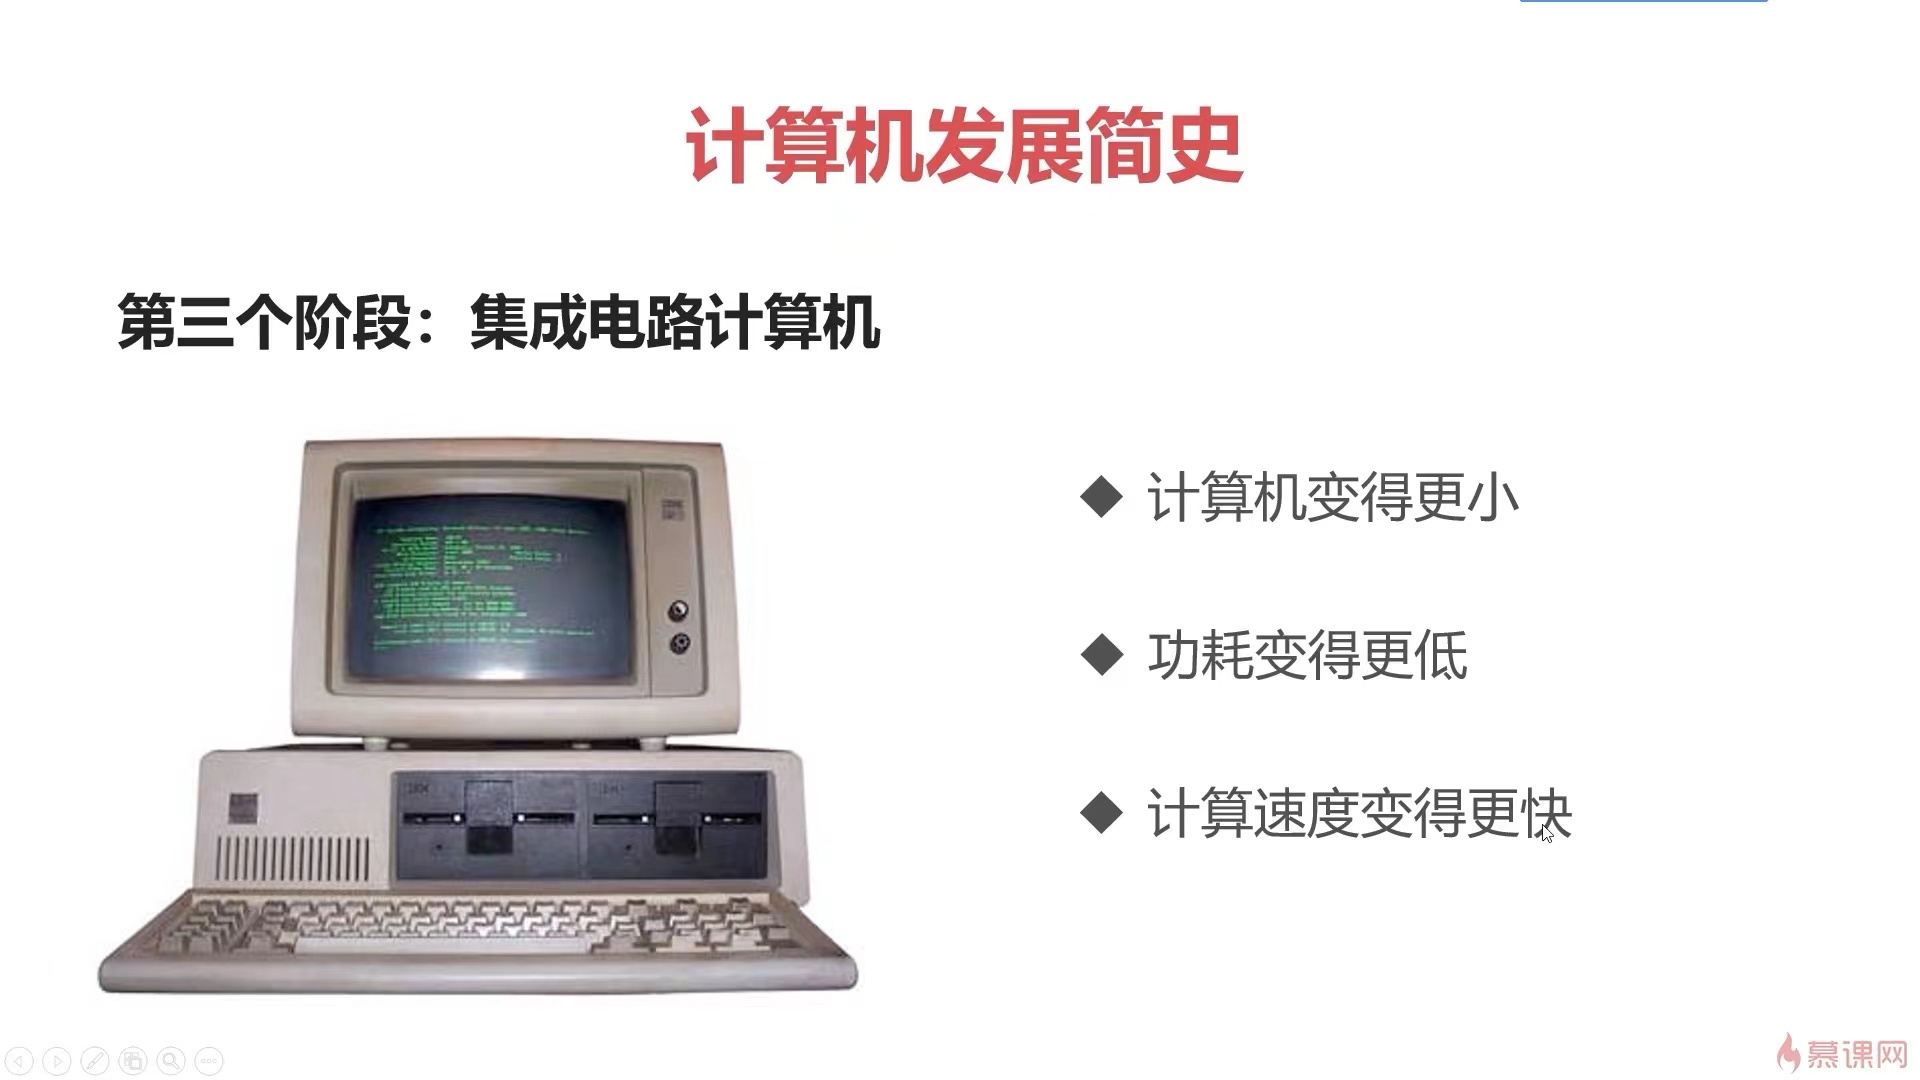 计算机发展简史
第三个阶段：集成电路计算机
计算机变得更小
功耗变得更低
计算速度变得更快
慕课网